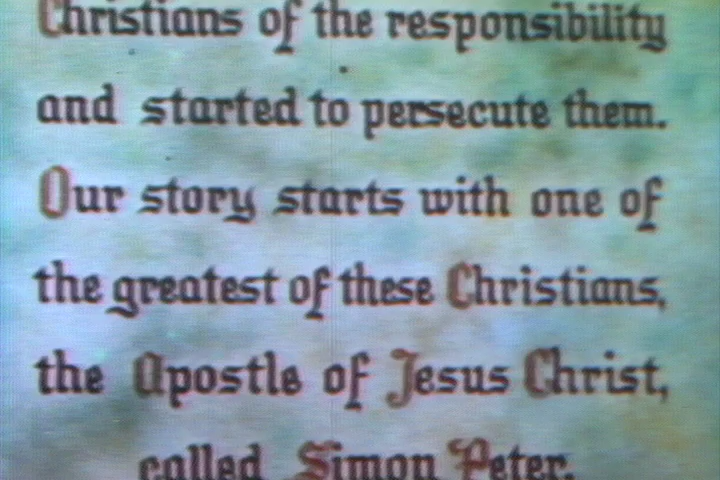 Christians of the responsibility
and started to persecute them.
Our story starts with one of
the greatest of these Christians,
the Apostle of Jesus Christ,
called Simon Peter.